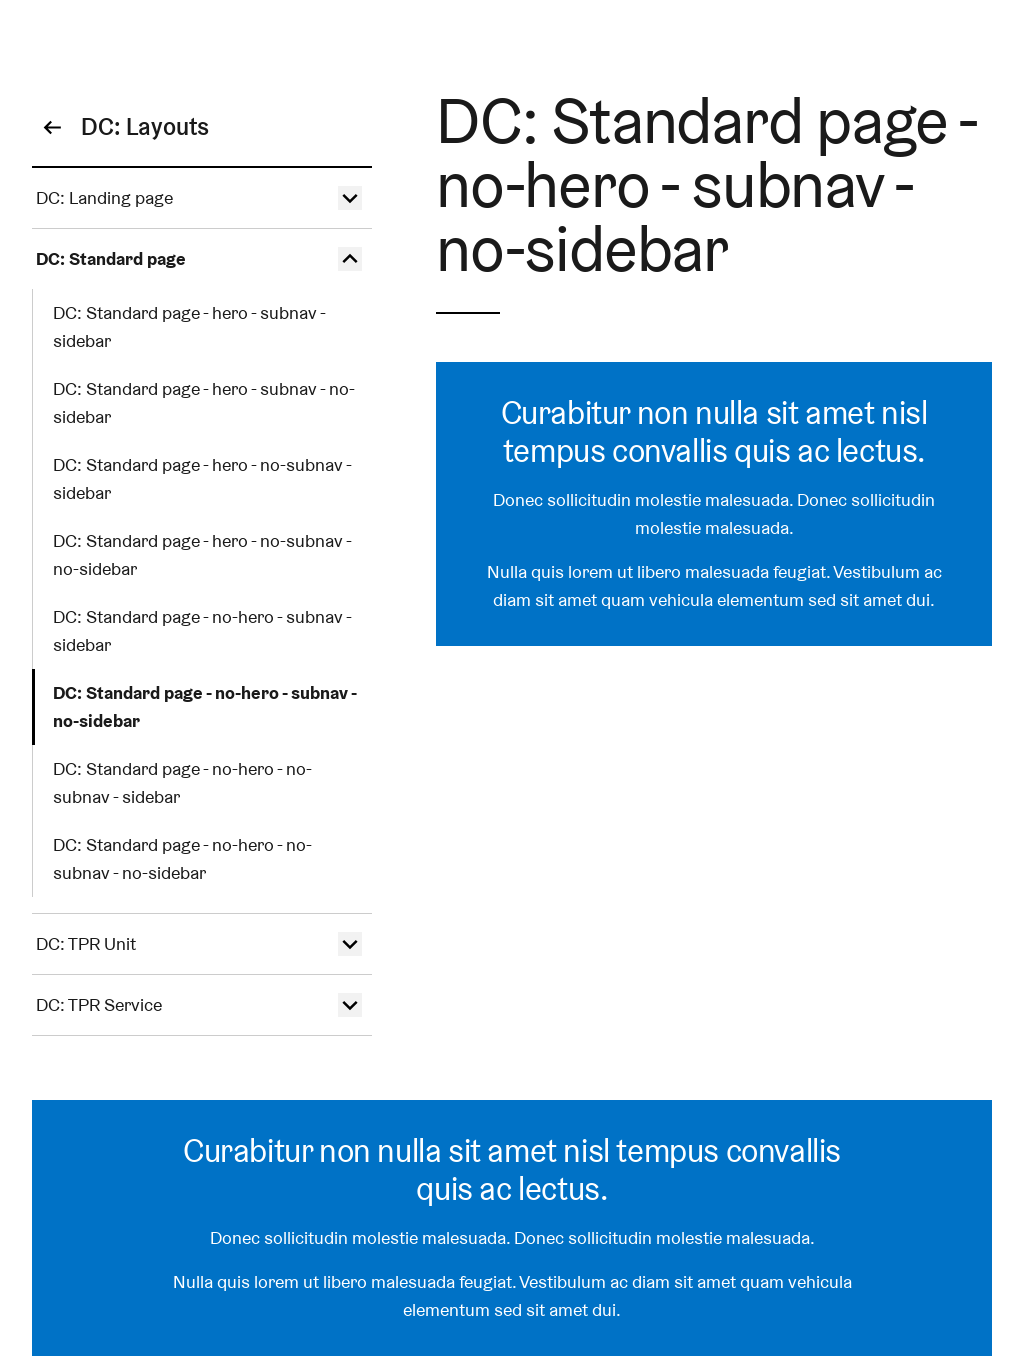 DC: Layouts
DC: Landing page
DC: Standard page
DC: Standard page - hero - subnav -
sidebar
DC: Standard page - hero - subnav - no-
sidebar
DC: Standard page - hero - no-subnav -
sidebar
DC: Standard page - hero - no-subnav -
no-sidebar
DC: Standard page - no-hero - subnav -
sidebar
DC: Standard page - no-hero - subnav -
no-sidebar
DC: Standard page - no-hero - no-
subnav - sidebar
DC: Standard page - no-hero - no-
subnav - no-sidebar
DC: TPR Unit
DC: TPR Service
DC: Standard page -
no-hero - subnav -
no-sidebar
Curabitur non nulla sit amet nisl
tempus convallis quis ac lectus.
Donec sollicitudin molestie malesuada. Donec sollicitudin
molestie malesuada.
Nulla quis lorem ut libero malesuada feugiat. Vestibulum ac
diam sit amet quam vehicula elementum sed sit amet dui.
Curabitur non nulla sit amet nisl tempus convallis
quis ac lectus.
Donec sollicitudin molestie malesuada. Donec sollicitudin molestie malesuada.
Nulla quis lorem ut libero malesuada feugiat. Vestibulum ac diam sit amet quam vehicula
elementum sed sit amet dui.